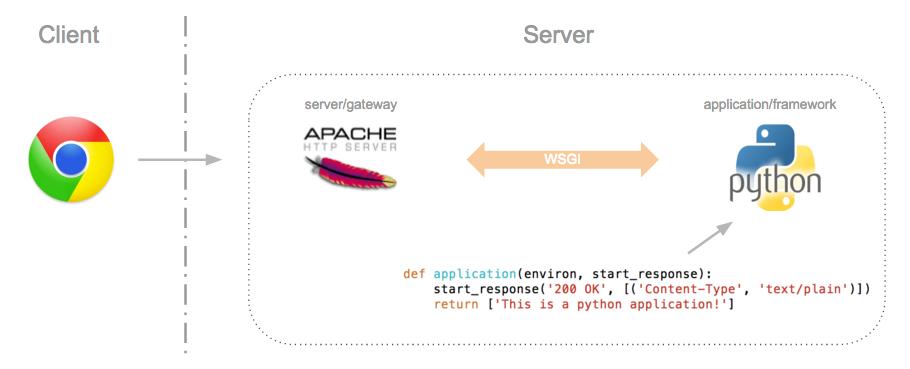 Client
Server
server/gateway
application/framework
APACHE
HTTP SERVER
WSGI
python
def application(environ, start_response):
    start_response('200 OK', [('Content-Type', 'text/plain')])
    return ['This is a python application!']